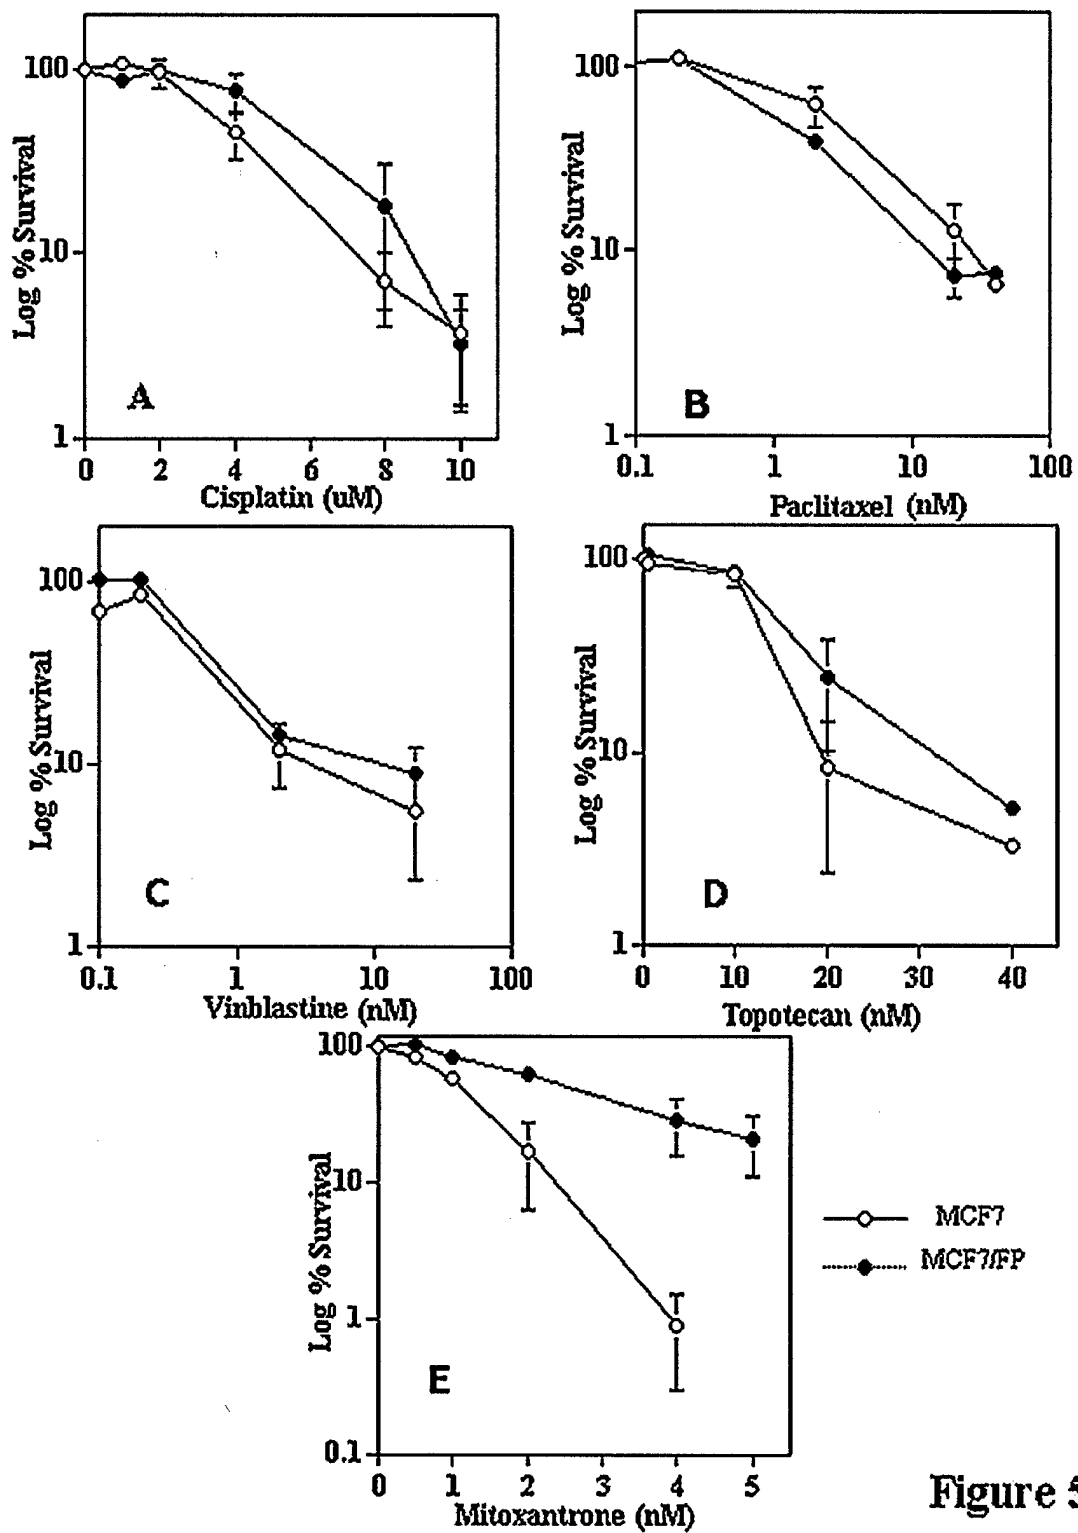 100
10
1
Log % Survival
A
0 2 4 6 8 10
Cisplatin (uM)
100
10
1
Log % Survival
B
0.1 1 10 100
Paclitaxel (nM)
100
10
1
Log % Survival
C
0.1 1 10 100
Vinblastine (nM)
100
10
1
Log % Survival
D
0 10 20 30 40
Topotecan (nM)
100
10
1
0.1
Log % Survival
E
0 1 2 3 4 5
Mitoxantrone (nM)
MCF7
MCF7/FP
Figure 5